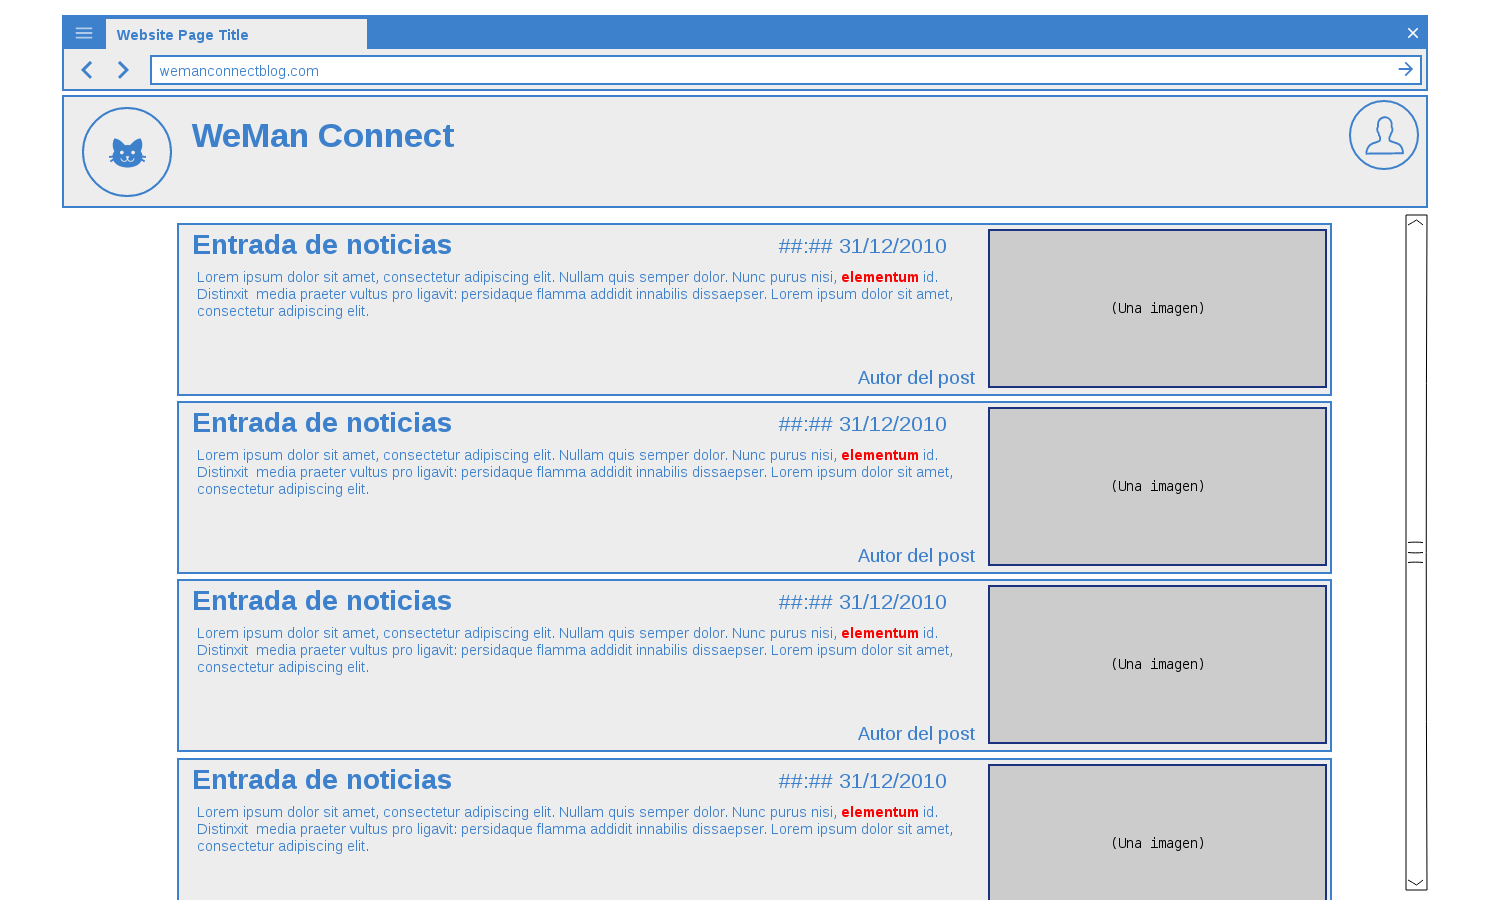 Website Page Title
wemanconnectblog.com
WeMan Connect
Entrada de noticias
##:## 31/12/2010
Lorem ipsum dolor sit amet, consectetur adipiscing elit. Nullam quis semper dolor. Nunc purus nisi, elementum id.
Distinxit  media praeter vultus pro ligavit: persidaque flamma addidit innabilis dissaepser. Lorem ipsum dolor sit amet,
consectetur adipiscing elit.
(Una imagen)
Autor del post
Entrada de noticias
##:## 31/12/2010
Lorem ipsum dolor sit amet, consectetur adipiscing elit. Nullam quis semper dolor. Nunc purus nisi, elementum id.
Distinxit  media praeter vultus pro ligavit: persidaque flamma addidit innabilis dissaepser. Lorem ipsum dolor sit amet,
consectetur adipiscing elit.
(Una imagen)
Autor del post
Entrada de noticias
##:## 31/12/2010
Lorem ipsum dolor sit amet, consectetur adipiscing elit. Nullam quis semper dolor. Nunc purus nisi, elementum id.
Distinxit  media praeter vultus pro ligavit: persidaque flamma addidit innabilis dissaepser. Lorem ipsum dolor sit amet,
consectetur adipiscing elit.
(Una imagen)
Autor del post
Entrada de noticias
##:## 31/12/2010
Lorem ipsum dolor sit amet, consectetur adipiscing elit. Nullam quis semper dolor. Nunc purus nisi, elementum id.
Distinxit  media praeter vultus pro ligavit: persidaque flamma addidit innabilis dissaepser. Lorem ipsum dolor sit amet,
consectetur adipiscing elit.
(Una imagen)